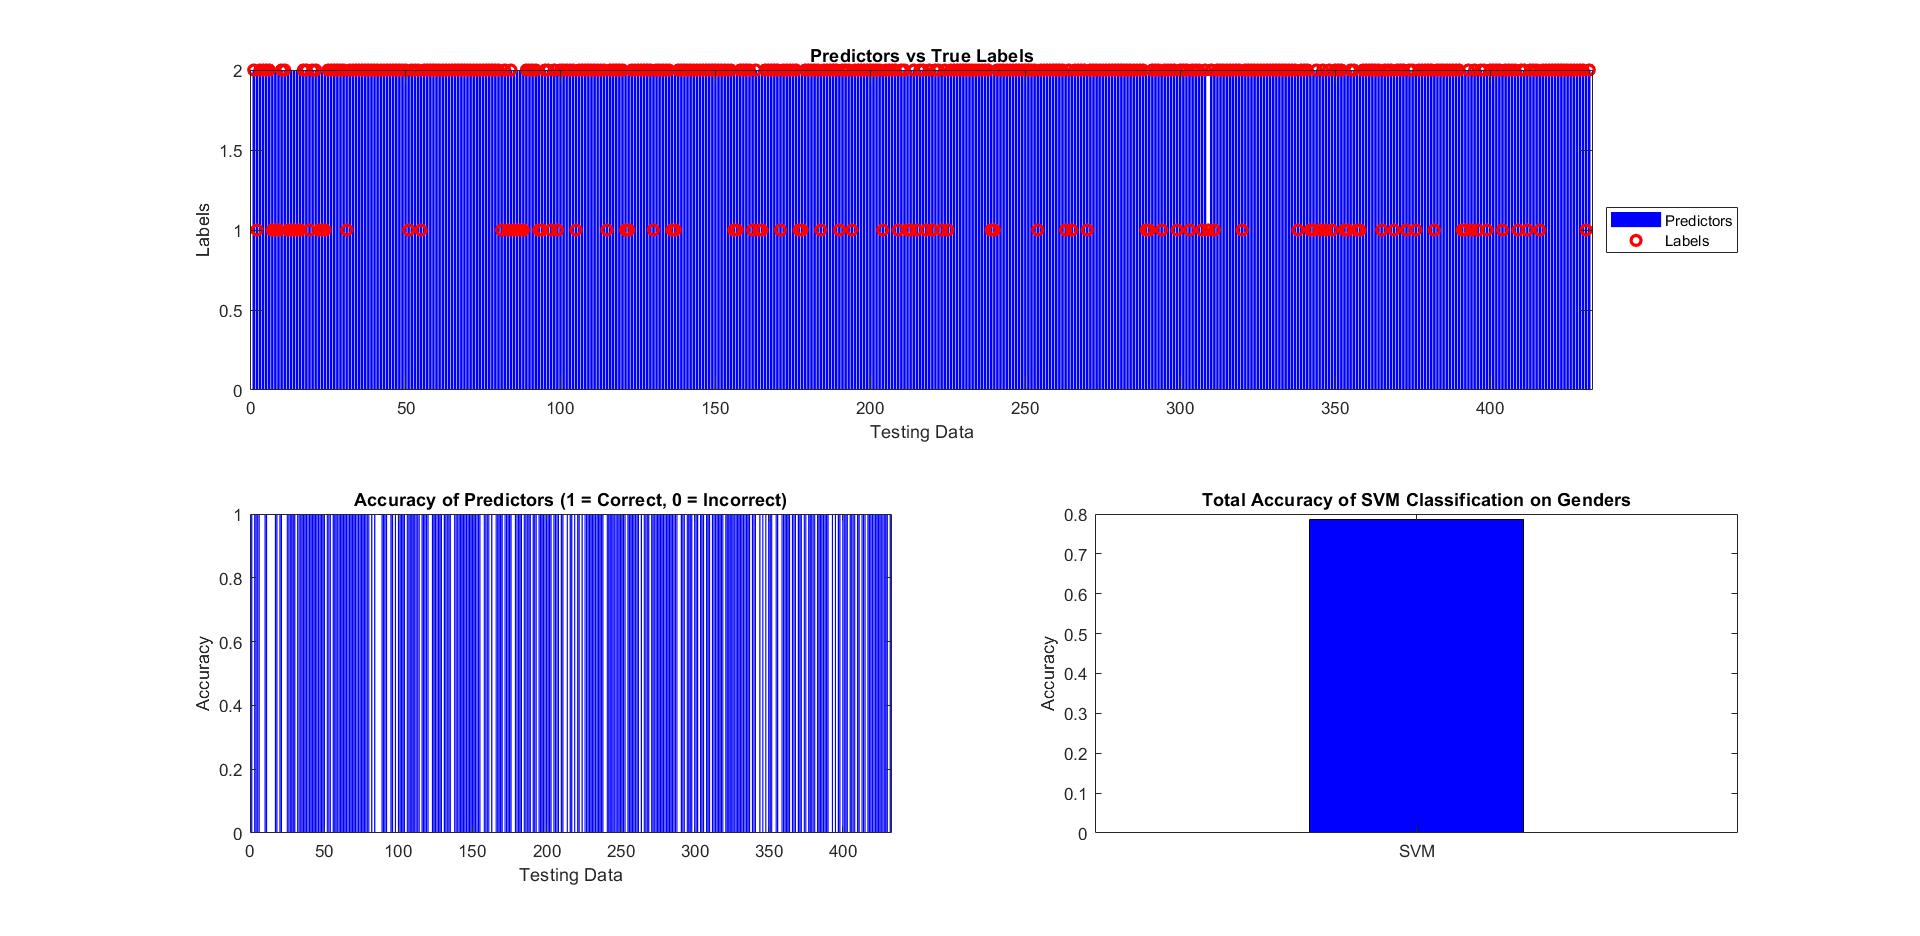 Predictors vs True Labels
2
1.5
1
0.5
0
Labels
0 50 100 150 200 250 300 350 400
Testing Data
Predictors
Labels
Accuracy of Predictors (1 = Correct, 0 = Incorrect)
1
0.8
0.6
0.4
0.2
0
Accuracy
0 50 100 150 200 250 300 350 400
Testing Data
Total Accuracy of SVM Classification on Genders
0.8
0.7
0.6
0.5
0.4
0.3
0.2
0.1
0
Accuracy
SVM